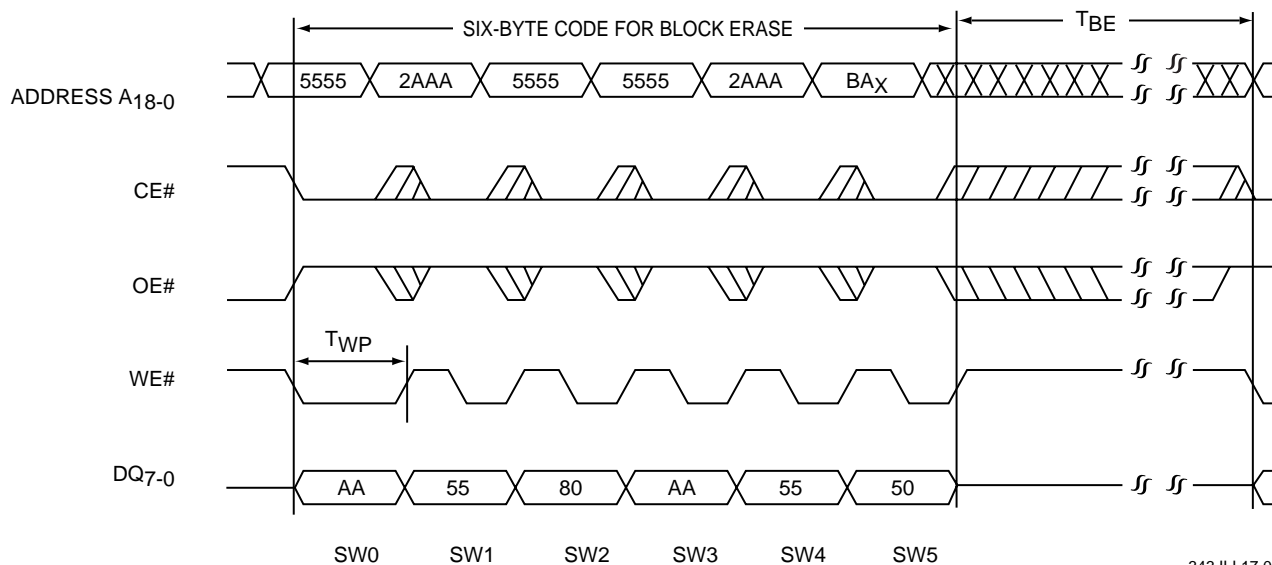 SIX-BYTE CODE FOR BLOCK ERASE
TBE
ADDRESS A18-0
5555 2AAA 5555 5555 2AAA BAX
CE#
OE#
TWP
WE#
DQ7-0
AA 55 80 AA 55 50
SW0 SW1 SW2 SW3 SW4 SW5